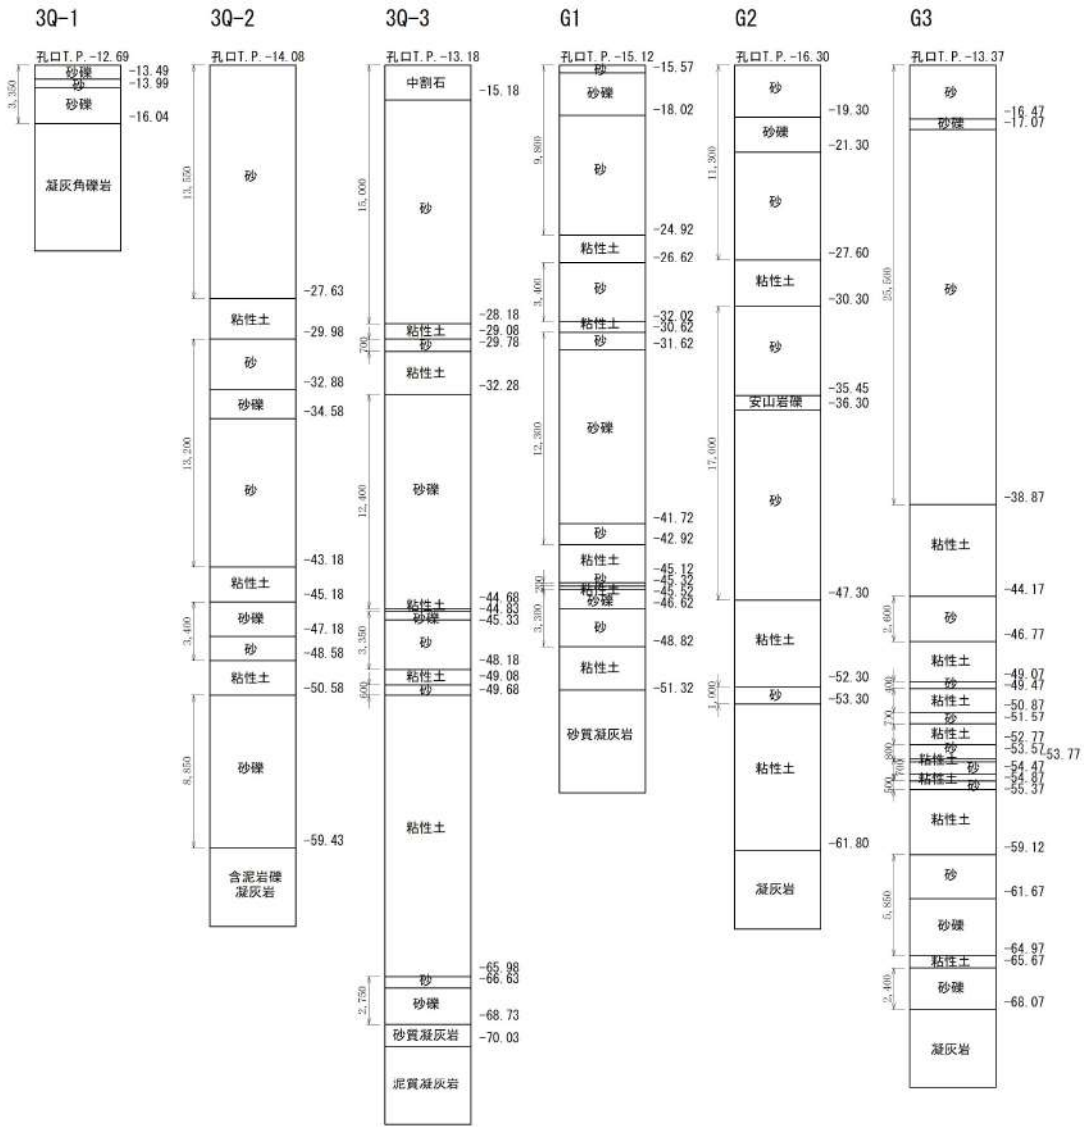 3Q-1
孔口T.P.-12.69
砂礫
-13.49
砂
-13.99
砂礫
-16.04
3,350
凝灰角礫岩
3Q-2
孔口T.P.-14.08
砂
13,550
-27.63
粘性土
-29.98
砂
-32.88
砂礫
-34.58
13,200
砂
-43.18
粘性土
-45.18
砂礫
-47.18
3,400
砂
-48.58
粘性土
-50.58
砂礫
8,850
-59.43
含泥岩礫
凝灰岩
3Q-3
孔口T.P.-13.18
中割石
-15.18
15,000
砂
-28.18
粘性土
-29.08
700
砂
-29.78
粘性土
-32.28
砂礫
12,400
-44.68
粘性土
-44.83
砂礫
-45.33
3,350
砂
-48.18
粘性土
-49.08
600
砂
-49.68
粘性土
-65.98
砂
-66.63
2,750
砂礫
-68.73
砂質凝灰岩
-70.03
泥質凝灰岩
G1
孔口T.P.-15.12
砂
-15.57
砂礫
-18.02
9,800
砂
-24.92
粘性土
-26.62
3,400
砂
-32.02
粘性土
-30.62
砂
-31.62
砂礫
12,300
-41.72
砂
-42.92
粘性土
-45.12
砂
-45.32
200
粘性土
-45.52
砂礫
-46.62
3,300
砂
-48.82
粘性土
-51.32
砂質凝灰岩
G2
孔口T.P.-16.30
砂
-19.30
砂礫
-21.30
11,300
砂
-27.60
粘性土
-30.30
砂
-35.45
安山岩礫
-36.30
17,000
砂
-47.30
粘性土
-52.30
1,000
砂
-53.30
粘性土
-61.80
凝灰岩
G3
孔口T.P.-13.37
砂
-16.47
砂礫
-17.07
25,500
砂
-38.87
粘性土
-44.17
2,600
砂
-46.77
粘性土
-49.07
400
砂
-49.47
粘性土
-50.87
700
砂
-51.57
粘性土
-52.77
800
砂
-53.57
粘性土
-53.77
700
砂
-54.47
粘性土
-54.87
500
砂
-55.37
粘性土
-59.12
砂
-61.67
5,850
砂礫
-64.97
粘性土
-65.67
2,400
砂礫
-68.07
凝灰岩